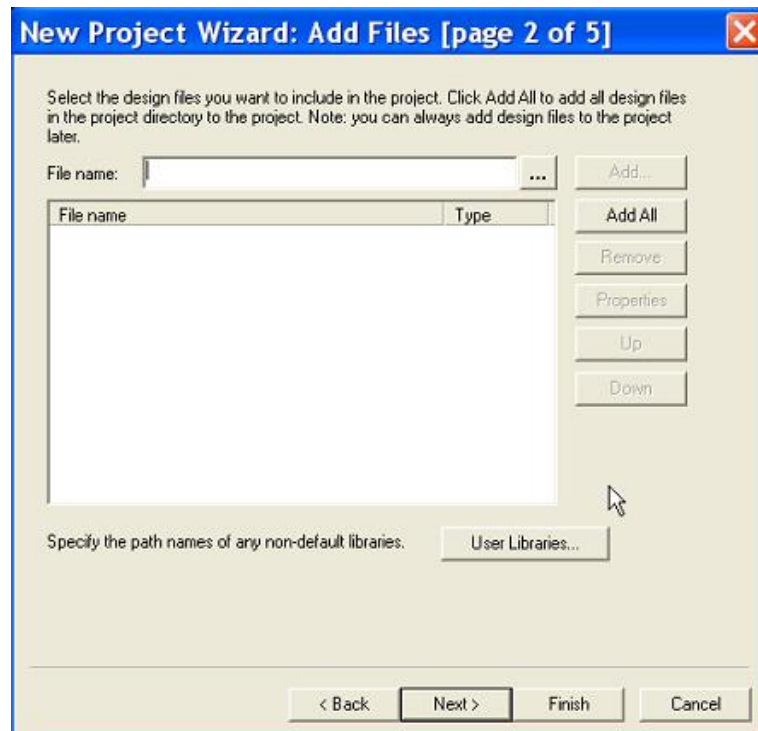 New Project Wizard: Add Files [page 2 of 5]
Select the design files you want to include in the project. Click Add All to add all design files
in the project directory to the project. Note: you can always add design files to the project
later.
File name: ... Add...
File name Type Add All
Remove
Properties
Up
Down
Specify the path names of any non-default libraries. User Libraries...
< Back Next > Finish Cancel